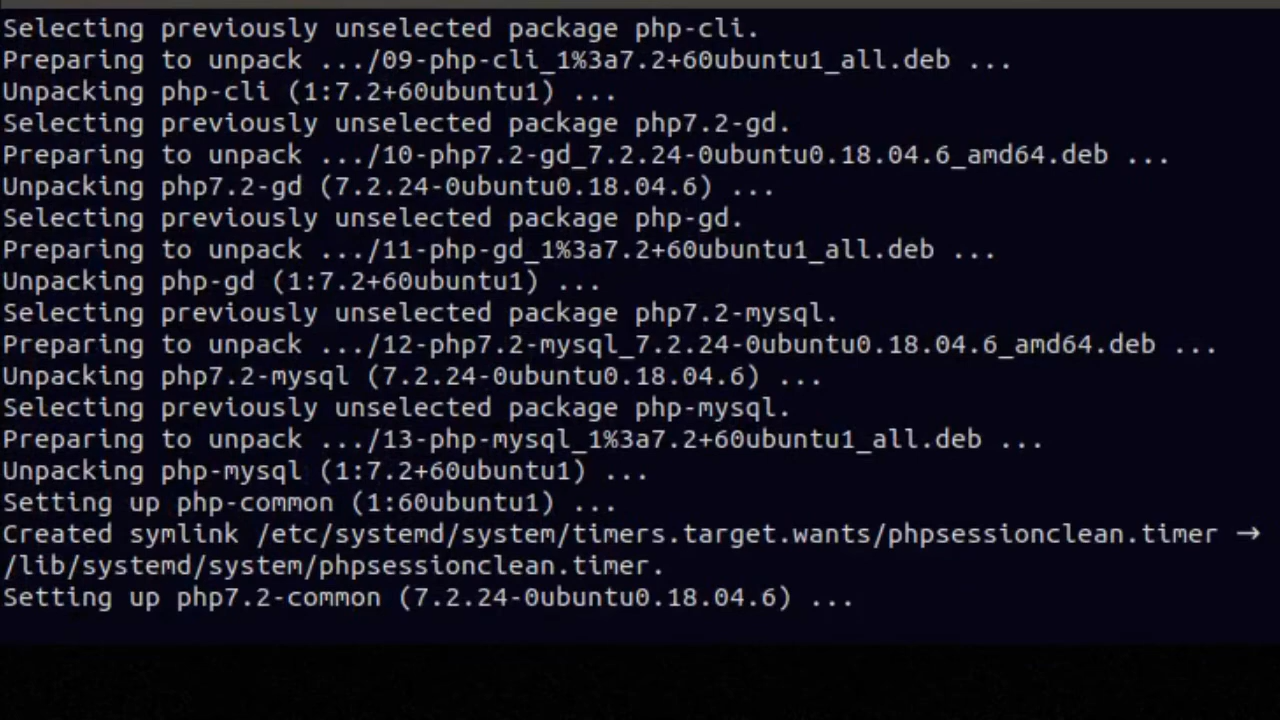 Selecting previously unselected package php-cli.
Preparing to unpack .../09-php-cli_1%3a7.2+60ubuntu1_all.deb ...
Unpacking php-cli (1:7.2+60ubuntu1) ...
Selecting previously unselected package php7.2-gd.
Preparing to unpack .../10-php7.2-gd_7.2.24-0ubuntu0.18.04.6_amd64.deb ...
Unpacking php7.2-gd (7.2.24-0ubuntu0.18.04.6) ...
Selecting previously unselected package php-gd.
Preparing to unpack .../11-php-gd_1%3a7.2+60ubuntu1_all.deb ...
Unpacking php-gd (1:7.2+60ubuntu1) ...
Selecting previously unselected package php7.2-mysql.
Preparing to unpack .../12-php7.2-mysql_7.2.24-0ubuntu0.18.04.6_amd64.deb ...
Unpacking php7.2-mysql (7.2.24-0ubuntu0.18.04.6) ...
Selecting previously unselected package php-mysql.
Preparing to unpack .../13-php-mysql_1%3a7.2+60ubuntu1_all.deb ...
Unpacking php-mysql (1:7.2+60ubuntu1) ...
Setting up php-common (1:60ubuntu1) ...
Created symlink /etc/systemd/system/timers.target.wants/phpsessionclean.timer →
/lib/systemd/system/phpsessionclean.timer.
Setting up php7.2-common (7.2.24-0ubuntu0.18.04.6) ...